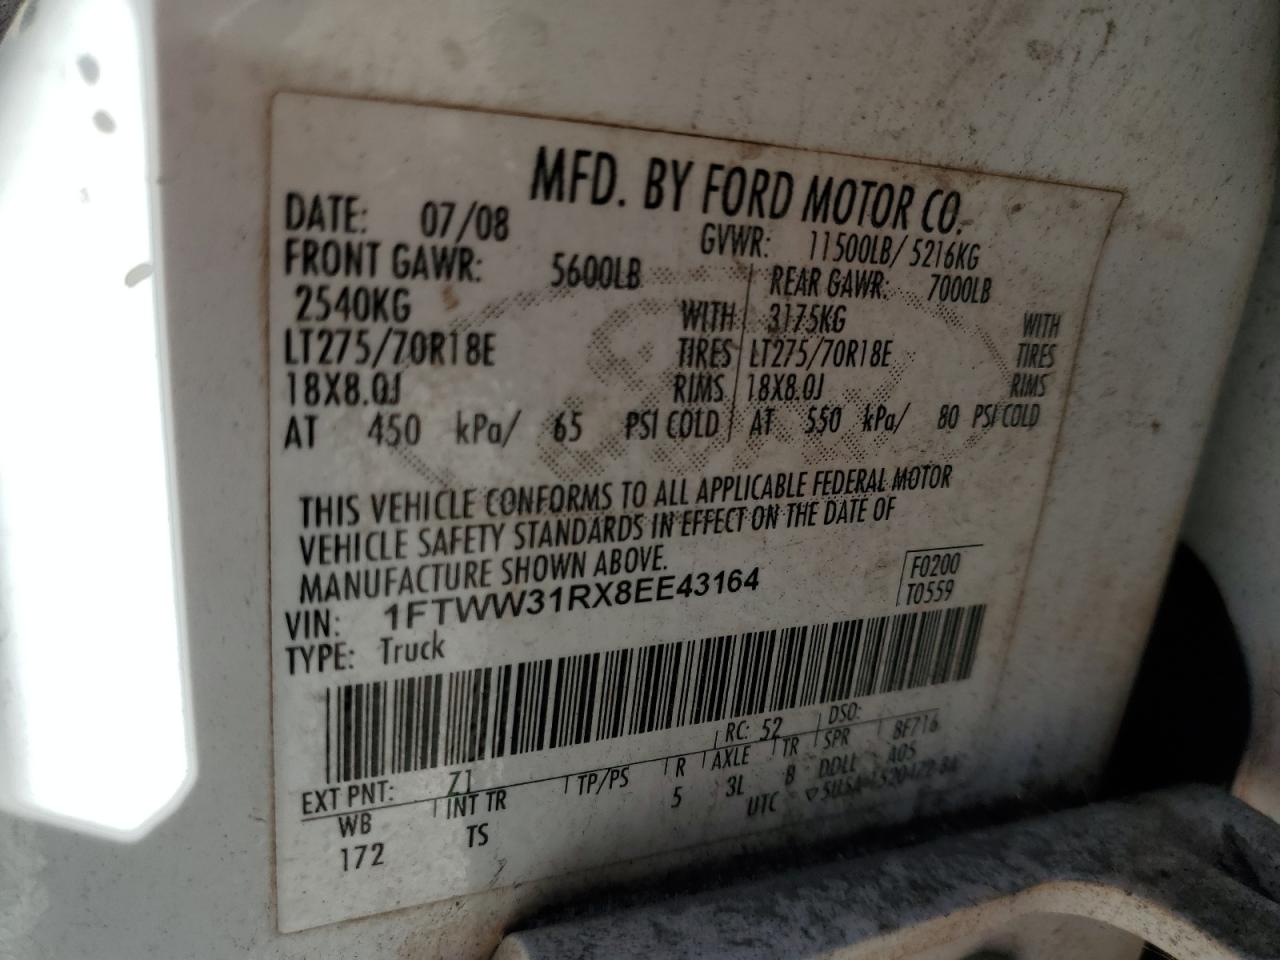 MFD. BY FORD MOTOR CO.
DATE: 07/08 GVWR: 11500LB/ 5216KG
FRONT GAWR: 5600LB REAR GAWR: 7000LB
2540KG WITH 3175KG WITH
LT275/70R18E TIRES LT275/70R18E TIRES
18X8.0J RIMS 18X8.0J RIMS
AT 450 kPa/ 65 PSI COLD AT 550 kPa/ 80 PSI COLD
THIS VEHICLE CONFORMS TO ALL APPLICABLE FEDERAL MOTOR
VEHICLE SAFETY STANDARDS IN EFFECT ON THE DATE OF
MANUFACTURE SHOWN ABOVE.
F0200
VIN: 1FTWW31RX8EE43164 T0559
TYPE: Truck
EXT PNT: Z1 RC: 52 DSO: 8F716
WB INT TR TP/PS R AXLE TR SPR A05
172 TS 5 3L B DDLL
UTC